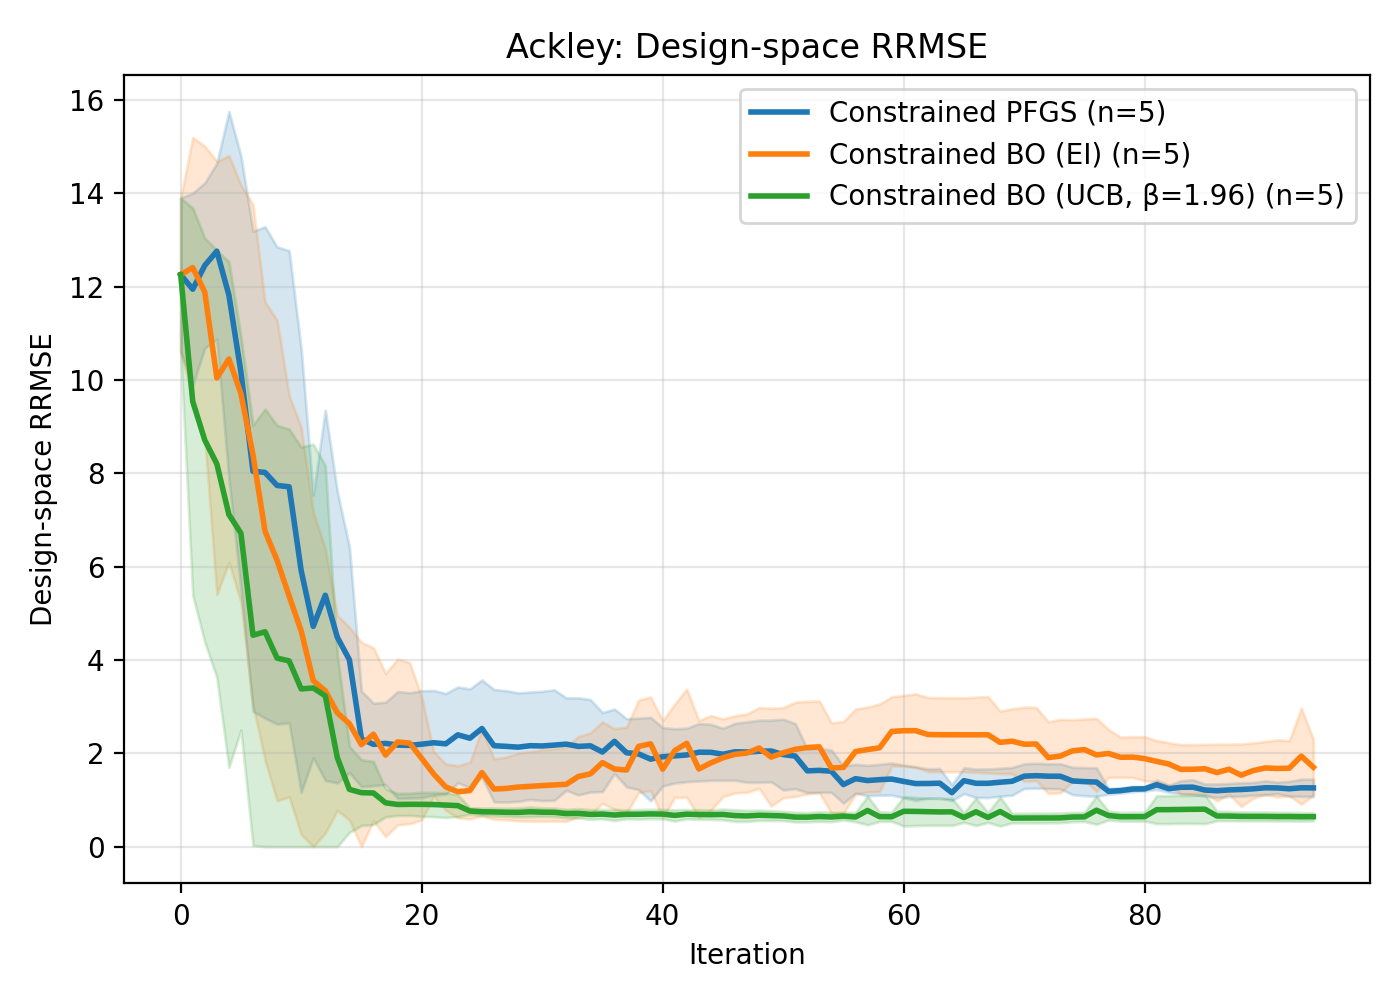 Ackley: Design-space RRMSE
Constrained PFGS (n=5)
Constrained BO (EI) (n=5)
Constrained BO (UCB, β=1.96) (n=5)
Design-space RRMSE
16
14
12
10
8
6
4
2
0
0 20 40 60 80
Iteration